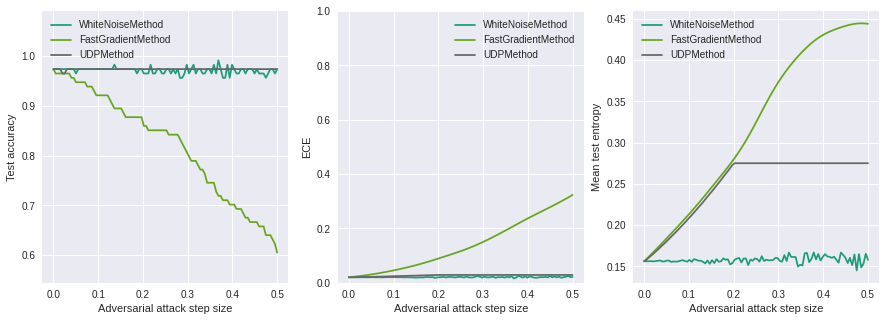 Test accuracy
1.0
0.9
0.8
0.7
0.6
WhiteNoiseMethod
FastGradientMethod
UDPMethod
0.0 0.1 0.2 0.3 0.4 0.5
Adversarial attack step size
ECE
1.0
0.8
0.6
0.4
0.2
0.0
WhiteNoiseMethod
FastGradientMethod
UDPMethod
0.0 0.1 0.2 0.3 0.4 0.5
Adversarial attack step size
Mean test entropy
0.45
0.40
0.35
0.30
0.25
0.20
0.15
WhiteNoiseMethod
FastGradientMethod
UDPMethod
0.0 0.1 0.2 0.3 0.4 0.5
Adversarial attack step size